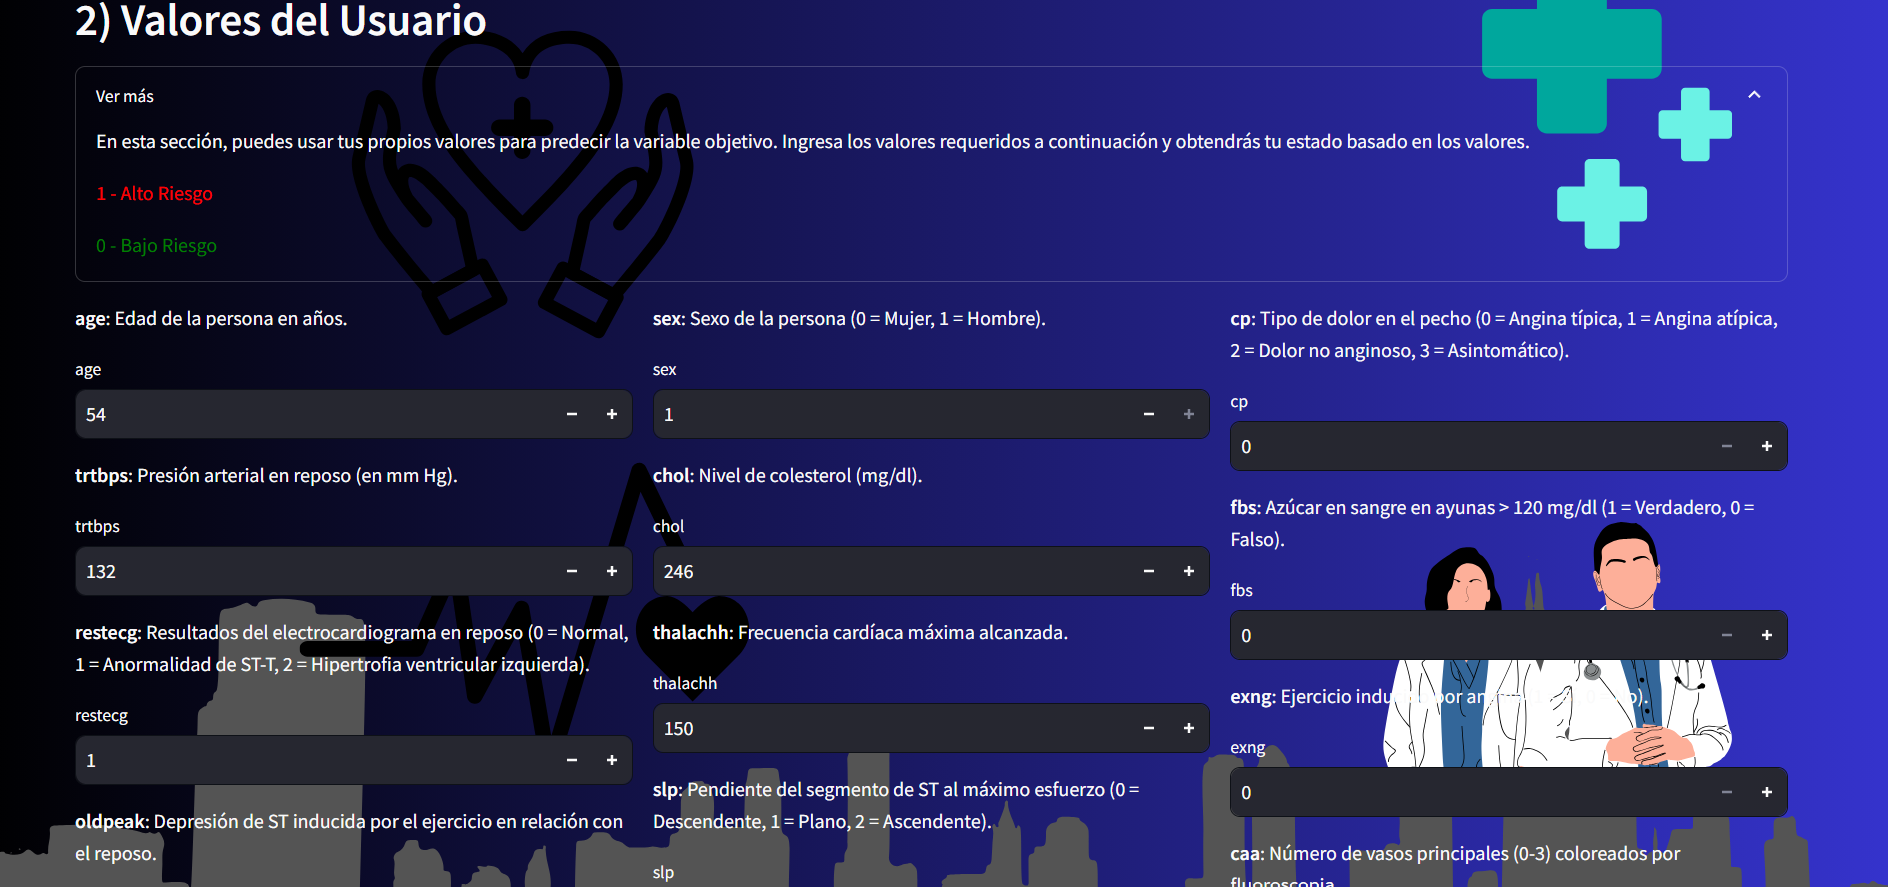 2) Valores del Usuario
Ver más
En esta sección, puedes usar tus propios valores para predecir la variable objetivo. Ingresa los valores requeridos a continuación y obtendrás tu estado basado en los valores.
1 - Alto Riesgo
0 - Bajo Riesgo
age: Edad de la persona en años.
age
54
trtbps: Presión arterial en reposo (en mm Hg).
trtbps
132
restecg: Resultados del electrocardiograma en reposo (0 = Normal,
1 = Anormalidad de ST-T, 2 = Hipertrofia ventricular izquierda).
restecg
1
oldpeak: Depresión de ST inducida por el ejercicio en relación con
el reposo.
sex: Sexo de la persona (0 = Mujer, 1 = Hombre).
sex
1
chol: Nivel de colesterol (mg/dl).
chol
246
thalachh: Frecuencia cardíaca máxima alcanzada.
thalachh
150
slp: Pendiente del segmento de ST al máximo esfuerzo (0 =
Descendente, 1 = Plano, 2 = Ascendente).
slp
cp: Tipo de dolor en el pecho (0 = Angina típica, 1 = Angina atípica,
2 = Dolor no anginoso, 3 = Asintomático).
cp
0
fbs: Azúcar en sangre en ayunas > 120 mg/dl (1 = Verdadero, 0 =
Falso).
fbs
0
exng: Ejercicio por
exng
0
caa: Número de vasos principales (0-3) coloreados por
fluoroscopia.